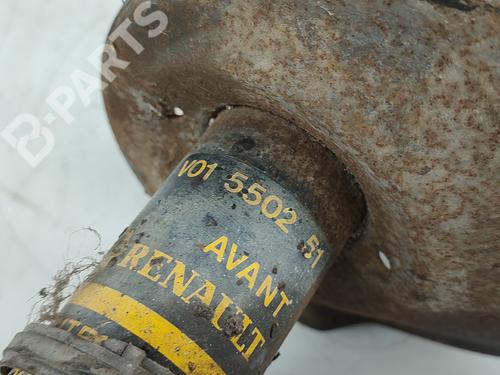 B-PARTS
V01 5502 51
AVANT
RENAULT